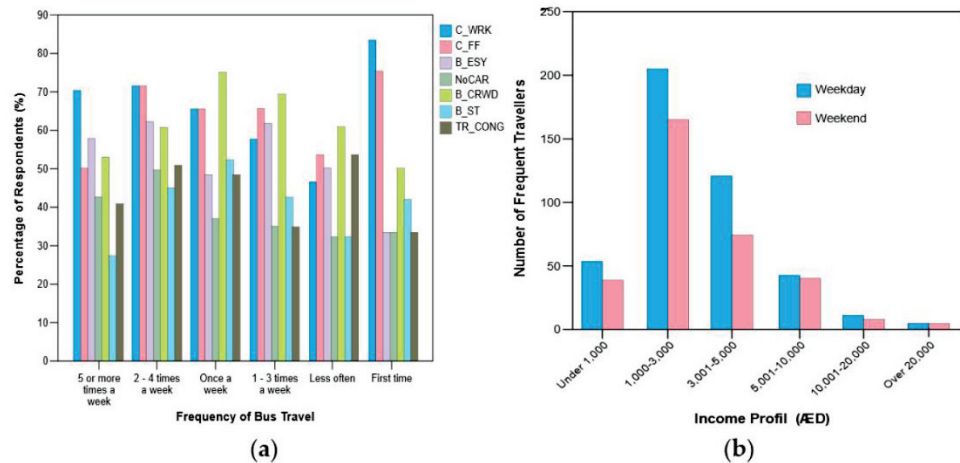 90
80
70
60
50
40
30
20
10
0
Percentage of Respondents (%)
C_WRK
C_FF
B_ESY
NoCAR
B_CRWD
B_ST
TR_CONG
5 or more
times a
week
2 - 4 times
a week
Once a
week
1 - 3 times
a week
Less often
First time
Frequency of Bus Travel
(a)
250
200
150
100
50
0
Number of Frequent Travellers
Weekday
Weekend
Under 1.000
1,000-3,000
3,001-5,000
5,001-10,000
10,001-20,000
Over 20,000
Income Profil (ÆD)
(b)